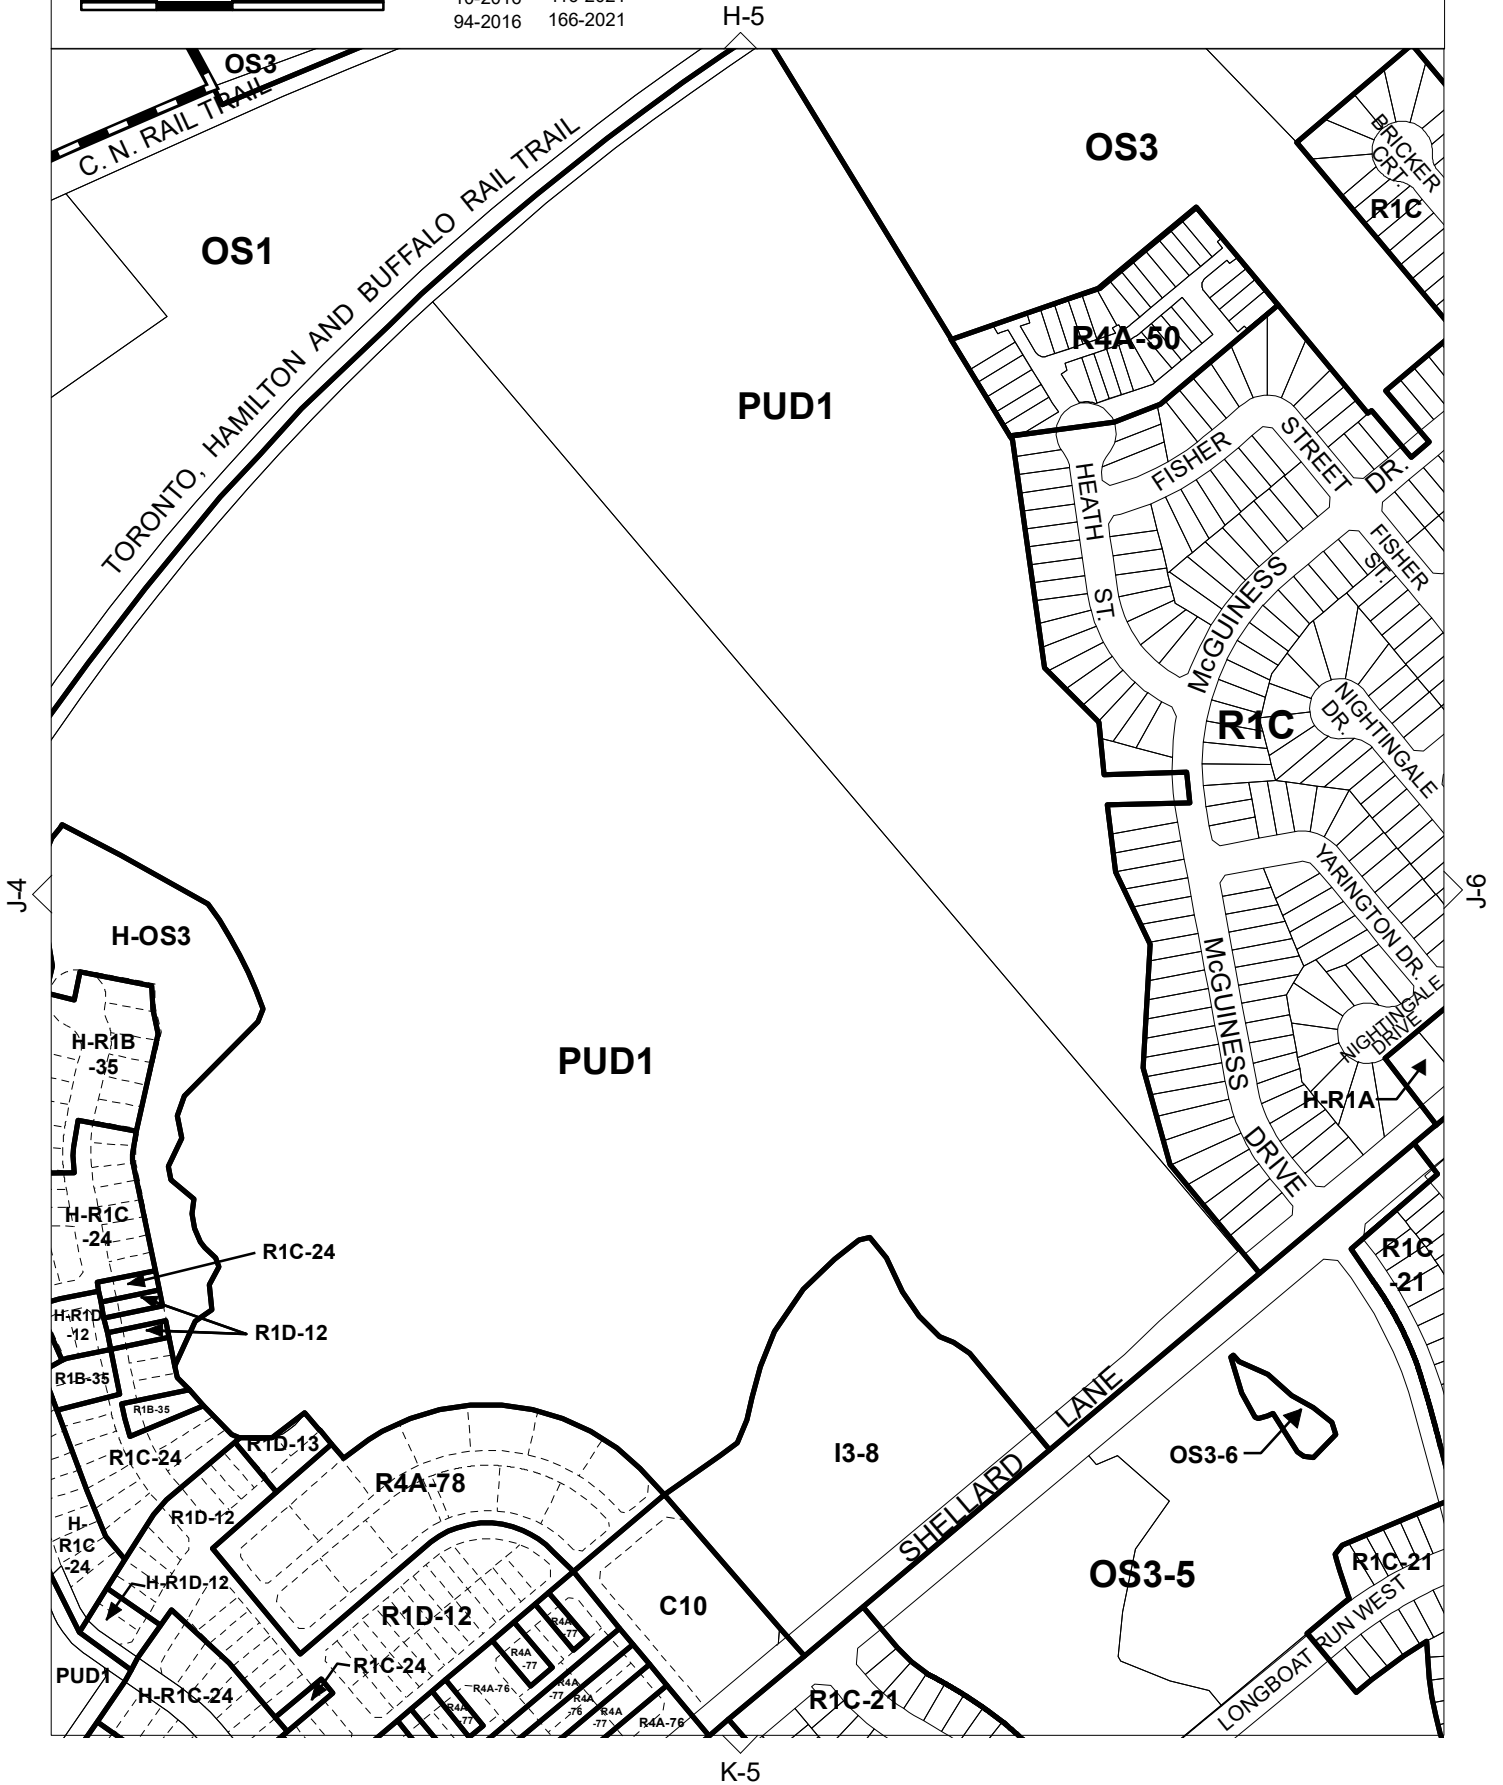 94-2016 166-2021
H-5
OS3
C. N. RAIL TRAIL
OS1
TORONTO, HAMILTON AND BUFFALO RAIL TRAIL
OS3
BRICKER
CRT.
R1C
R4A-50
PUD1
FISHER
STREET
DR.
HEATH
ST.
FISHER
ST.
McGUINESS
R1C
NIGHTINGALE
DR.
YARINGTON DR.
J-4
J-6
H-OS3
McGUINESS
DRIVE
NIGHTINGALE
DRIVE
H-R1A
H-R1B
-35
PUD1
H-R1C
-24
R1C-24
R1C
-21
H-R1D
-12
R1D-12
R1B-35
R1B-35
R1C-24
R1D-13
R4A-78
I3-8
SHELLARD LANE
OS3-6
R1D-12
H-
R1C
-24
H-R1D-12
R1D-12
C10
OS3-5
R1C-21
LONGBOAT RUN WEST
R4A
-77
R4A
-77
R1C-24
PUD1
H-R1C-24
R4A-76
R4A
-77
R4A
-77
R4A
-76
R4A
-77
R4A-76
R1C-21
K-5